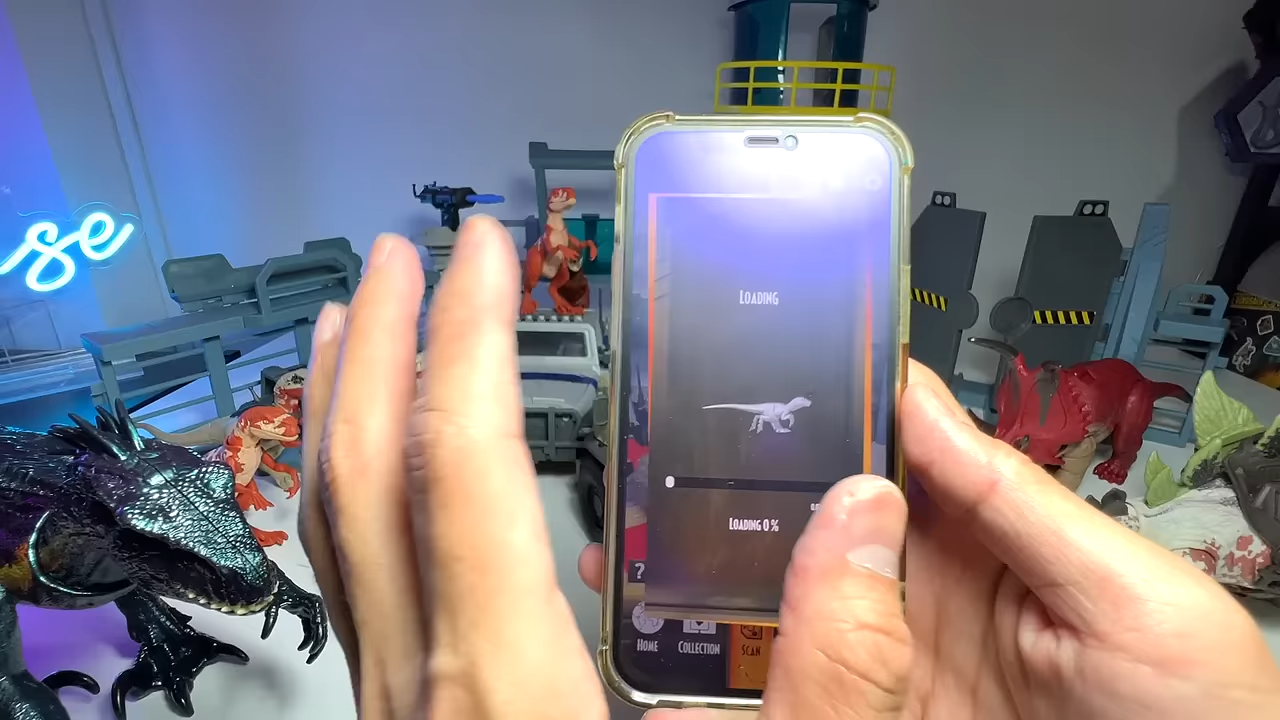 se
LOADING
LOADING 0 %
?
HOME
COLLECTION
SCAN